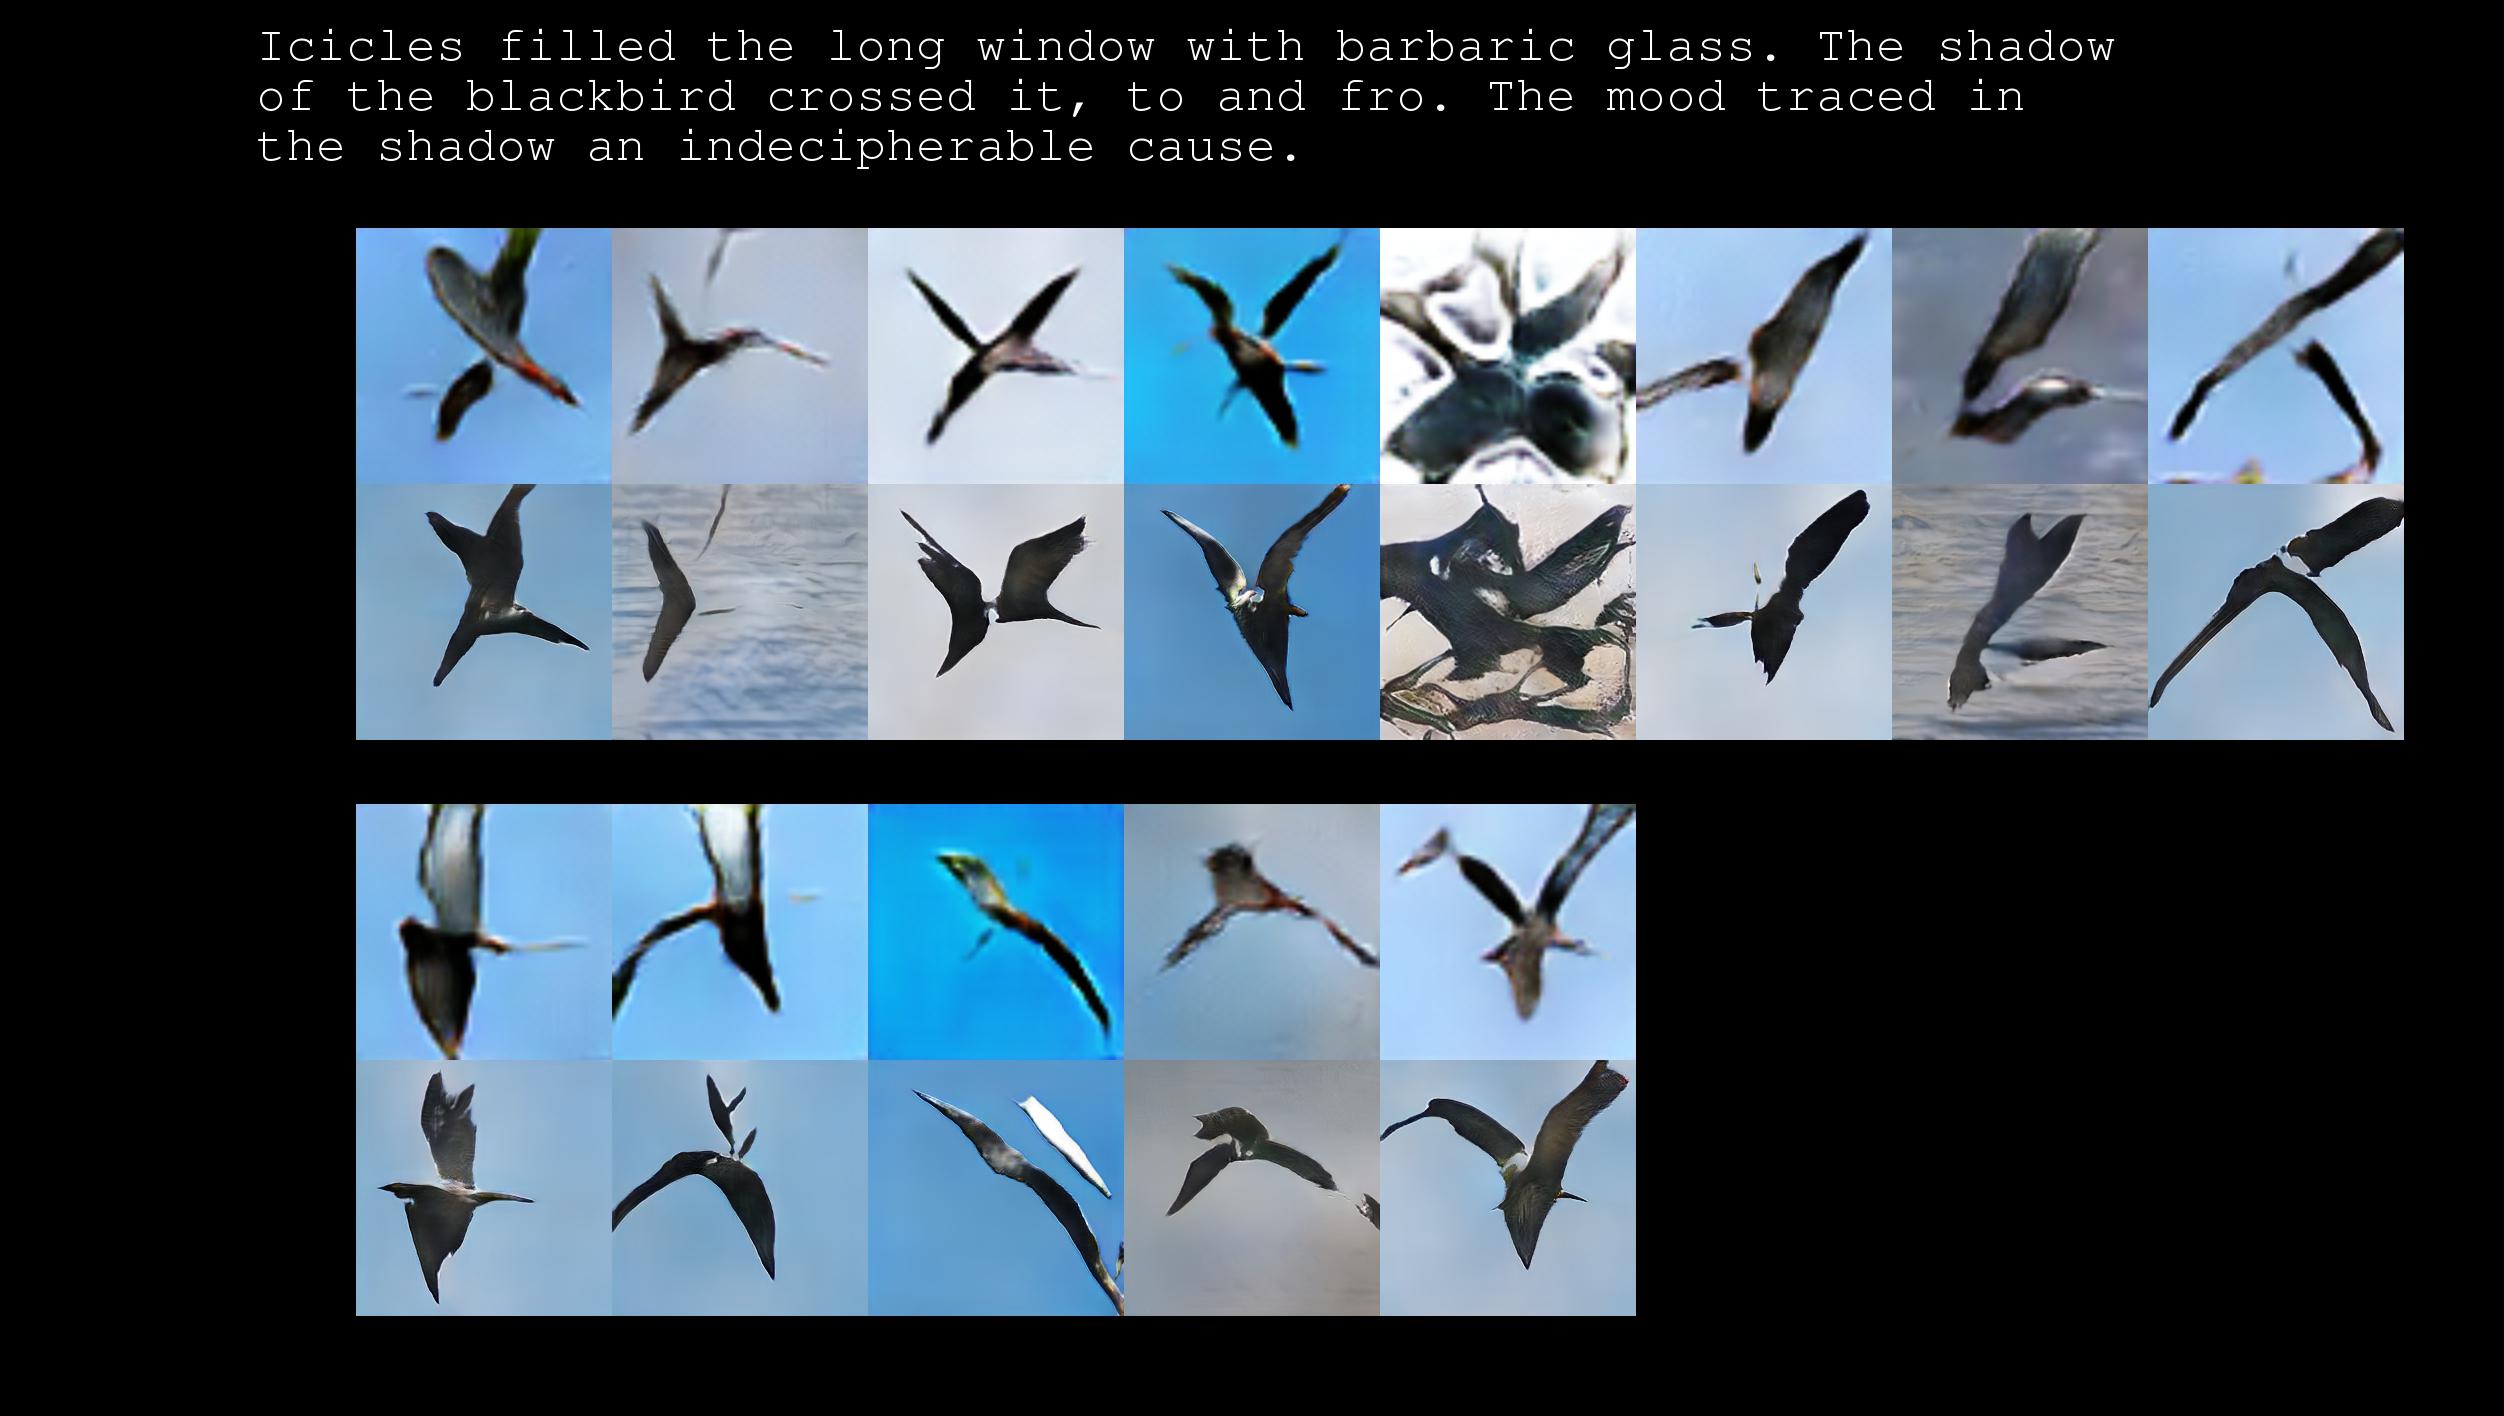 Icicles filled the long window with barbaric glass. The shadow
of the blackbird crossed it, to and fro. The mood traced in
the shadow an indecipherable cause.